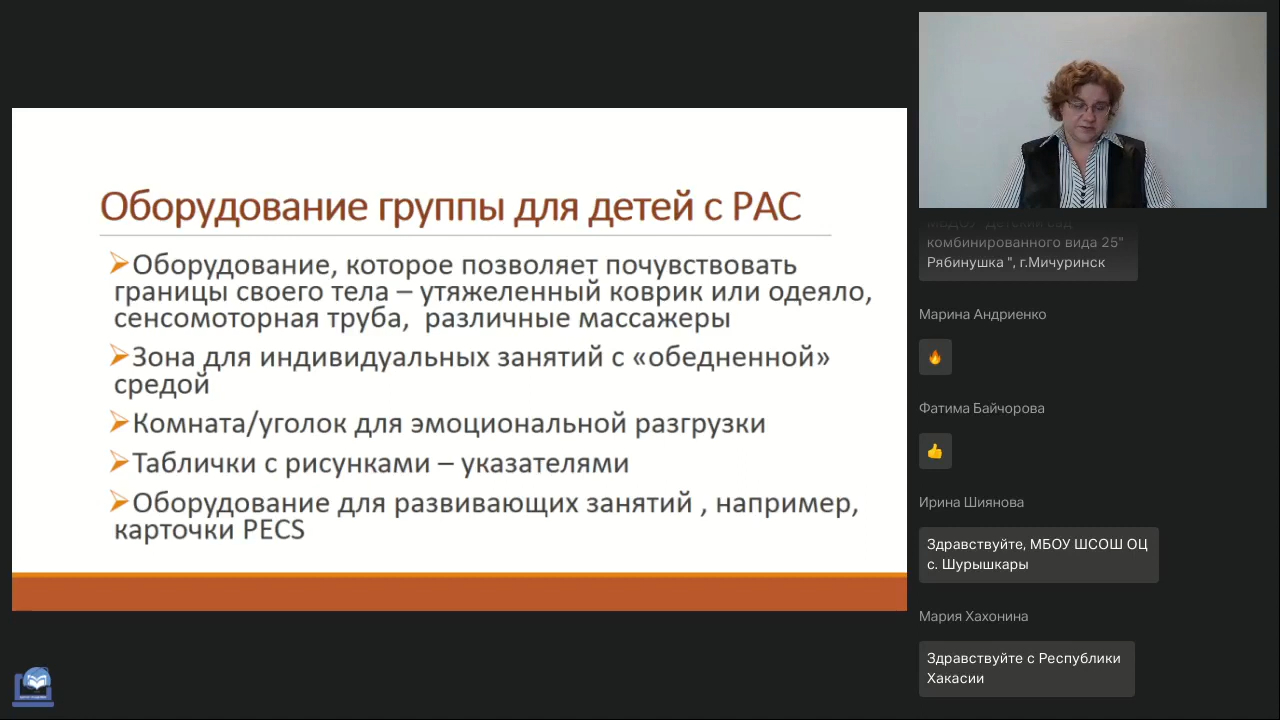 Оборудование группы для детей с РАС
Оборудование, которое позволяет почувствовать
границы своего тела – утяжеленный коврик или одеяло,
сенсомоторная труба, различные массажеры
Зона для индивидуальных занятий с «обедненной»
средой
Комната/уголок для эмоциональной разгрузки
Таблички с рисунками – указателями
Оборудование для развивающих занятий , например,
карточки PECS
МБДОУ "Детский сад
комбинированного вида 25"
Рябинушка ", г.Мичуринск
Марина Андриенко
🔥
Фатима Байчорова
👍
Ирина Шиянова
Здравствуйте, МБОУ ШСОШ ОЦ
с. Шурышкары
Мария Хахонина
Здравствуйте с Республики
Хакасии